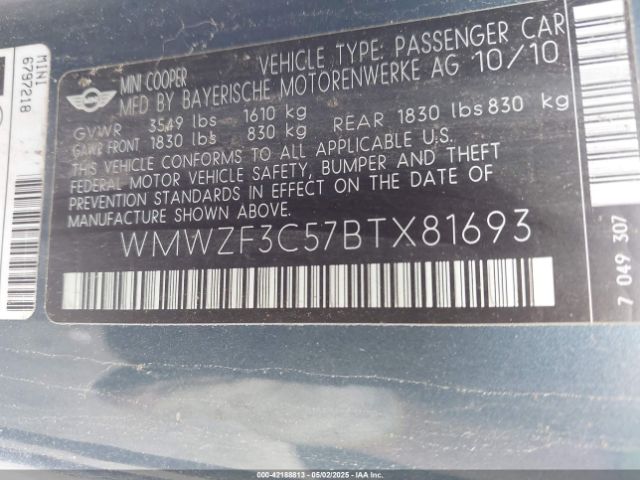 MINI
6797218
MINI COOPER
VEHICLE TYPE: PASSENGER CAR
MFD BY BAYERISCHE MOTORENWERKE AG 10/10
GVWR 3549 lbs 1610 kg
GAWR FRONT 1830 lbs 830 kg REAR 1830 lbs 830 kg
THIS VEHICLE CONFORMS TO ALL APPLICABLE U.S.
FEDERAL MOTOR VEHICLE SAFETY, BUMPER AND THEFT
PREVENTION STANDARDS IN EFFECT ON THE DATE OF
MANUFACTURE SHOWN ABOVE.
WMWZF3C57BTX81693
7 049 307
000-42188813 - 05/02/2025 - IAAI.COM